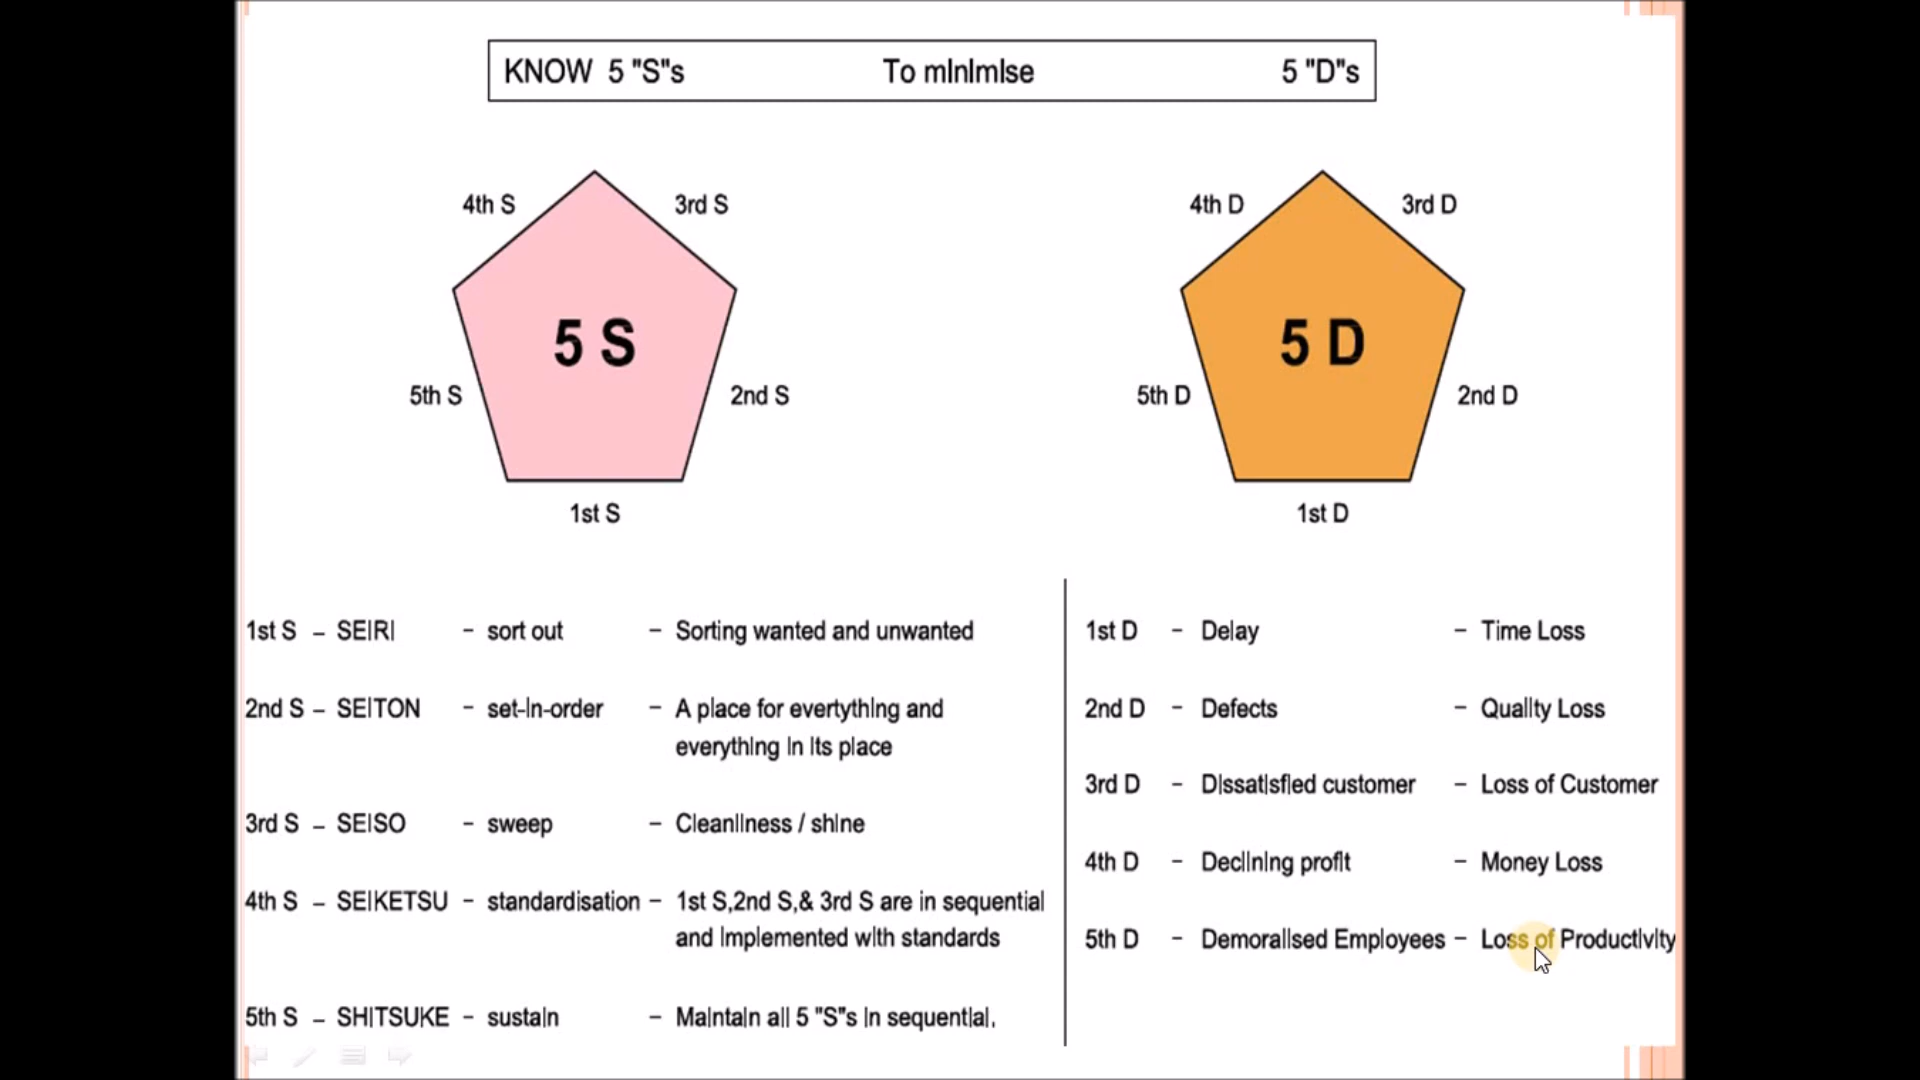 KNOW 5 "S"s To minimise 5 "D"s
4th S 3rd S
5 S
5th S 2nd S
1st S
4th D 3rd D
5 D
5th D 2nd D
1st D
1st S – SEIRI – sort out – Sorting wanted and unwanted
2nd S – SEITON – set-in-order – A place for evertything and
everything in its place
3rd S – SEISO – sweep – Cleanliness / shine
4th S – SEIKETSU – standardisation – 1st S,2nd S,& 3rd S are in sequential
and implemented with standards
5th S – SHITSUKE – sustain – Maintain all 5 "S"s in sequential.
1st D – Delay – Time Loss
2nd D – Defects – Quality Loss
3rd D – Dissatisfied customer – Loss of Customer
4th D – Declining profit – Money Loss
5th D – Demoralised Employees – Loss of Productivity